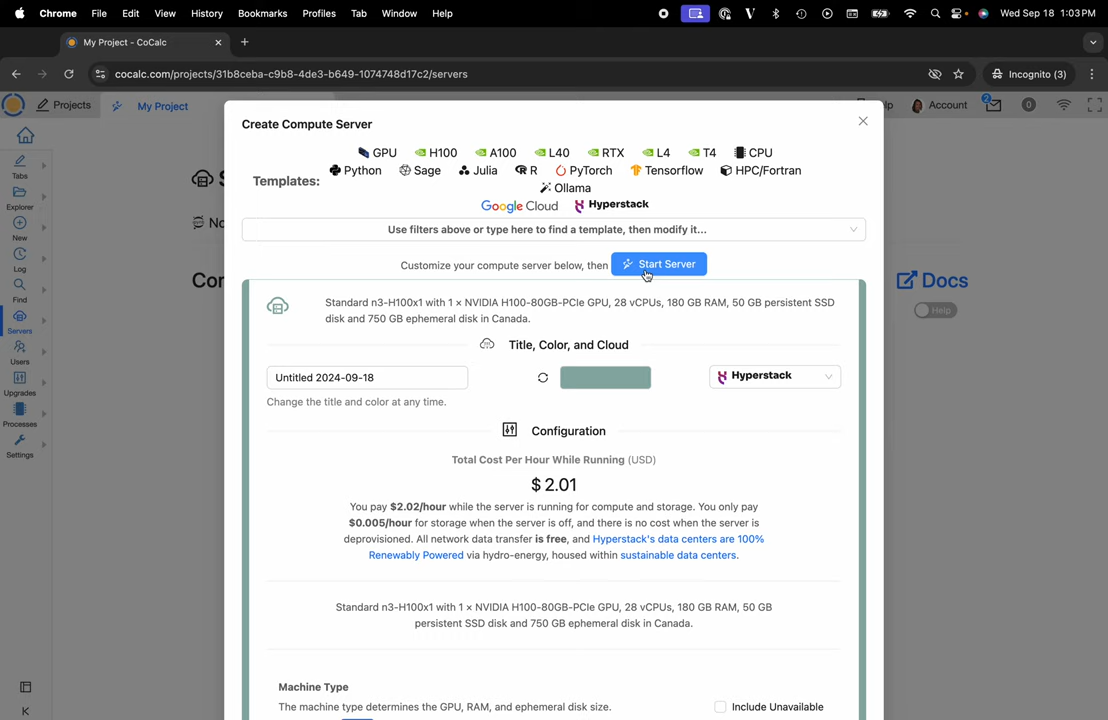 Chrome File Edit View History Bookmarks Profiles Tab Window Help
V
Wed Sep 18 1:03 PM
My Project - CoCalc
cocalc.com/projects/31b8ceba-c9b8-4de3-b649-1074748d17c2/servers
Incognito (3)
Projects
My Project
lp
Account
2
0
Tabs
Explorer
New
Log
Find
Servers
Users
Upgrades
Processes
Settings
S
No
Cor
Docs
Help
Create Compute Server
Templates:
GPU H100 A100 L40 RTX L4 T4 CPU
Python Sage Julia R PyTorch Tensorflow HPC/Fortran
Ollama
Google Cloud Hyperstack
Use filters above or type here to find a template, then modify it...
Customize your compute server below, then Start Server
Standard n3-H100x1 with 1 × NVIDIA H100-80GB-PCIe GPU, 28 vCPUs, 180 GB RAM, 50 GB persistent SSD
disk and 750 GB ephemeral disk in Canada.
Title, Color, and Cloud
Untitled 2024-09-18
Hyperstack
Change the title and color at any time.
Configuration
Total Cost Per Hour While Running (USD)
$ 2.01
You pay $2.02/hour while the server is running for compute and storage. You only pay
$0.005/hour for storage when the server is off, and there is no cost when the server is
deprovisioned. All network data transfer is free, and Hyperstack's data centers are 100%
Renewably Powered via hydro-energy, housed within sustainable data centers.
Standard n3-H100x1 with 1 × NVIDIA H100-80GB-PCIe GPU, 28 vCPUs, 180 GB RAM, 50 GB
persistent SSD disk and 750 GB ephemeral disk in Canada.
Machine Type
The machine type determines the GPU, RAM, and ephemeral disk size.
Include Unavailable